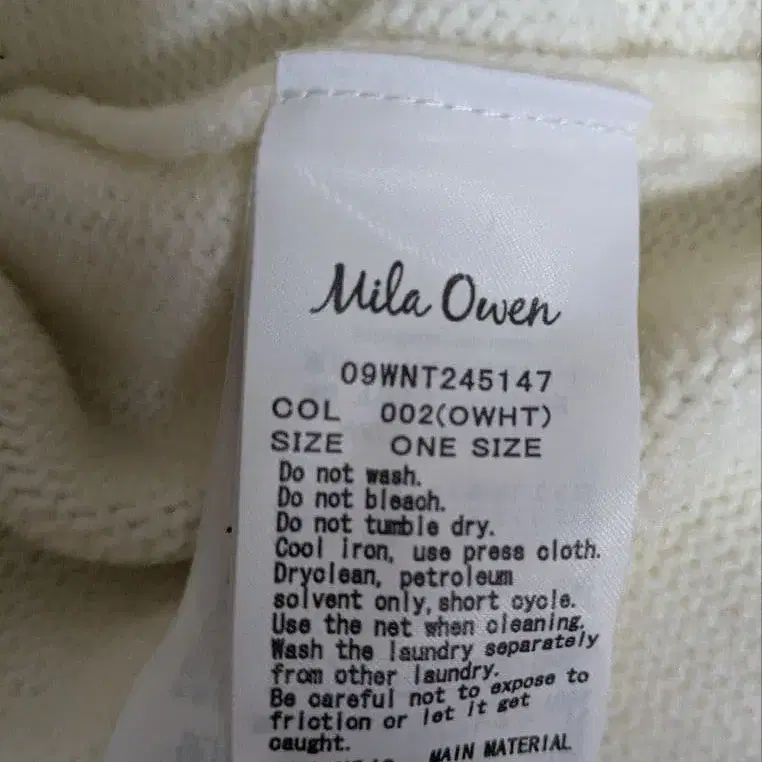 Mila Owen
09WNT245147
COL 002(OWHT)
SIZE ONE SIZE
Do not wash.
Do not bleach.
Do not tumble dry.
Cool iron, use press cloth.
Dryclean, petroleum
solvent only, short cycle.
Use the net when cleaning.
Wash the laundry separately
from other laundry.
Be careful not to expose to
friction or let it get
caught.
MAIN MATERIAL